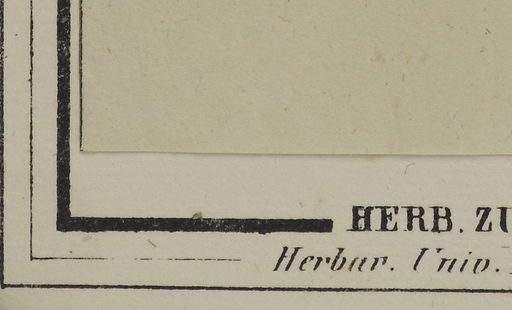 HERB. ZU
Herbar. Univ.